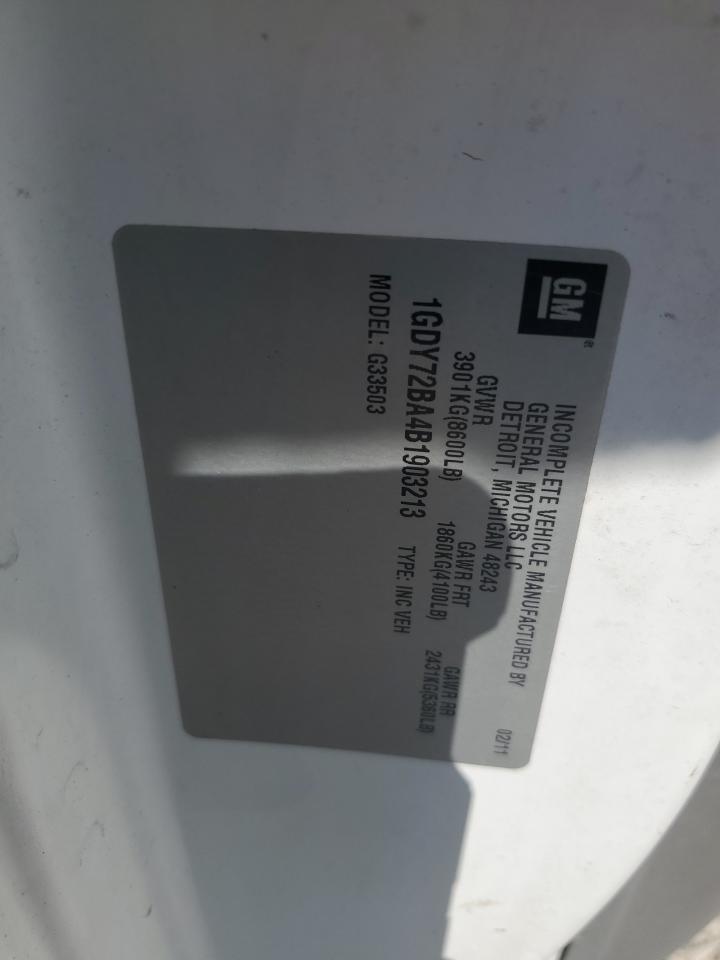 GM
INCOMPLETE VEHICLE MANUFACTURED BY
GENERAL MOTORS LLC
DETROIT, MICHIGAN 48243
02/11
GVWR GAWR FRT GAWR RR
3901KG(8600LB) 1860KG(4100LB) 2431KG(5360LB)
1GDY72BA4B1903213 TYPE: INC VEH
MODEL: G33503